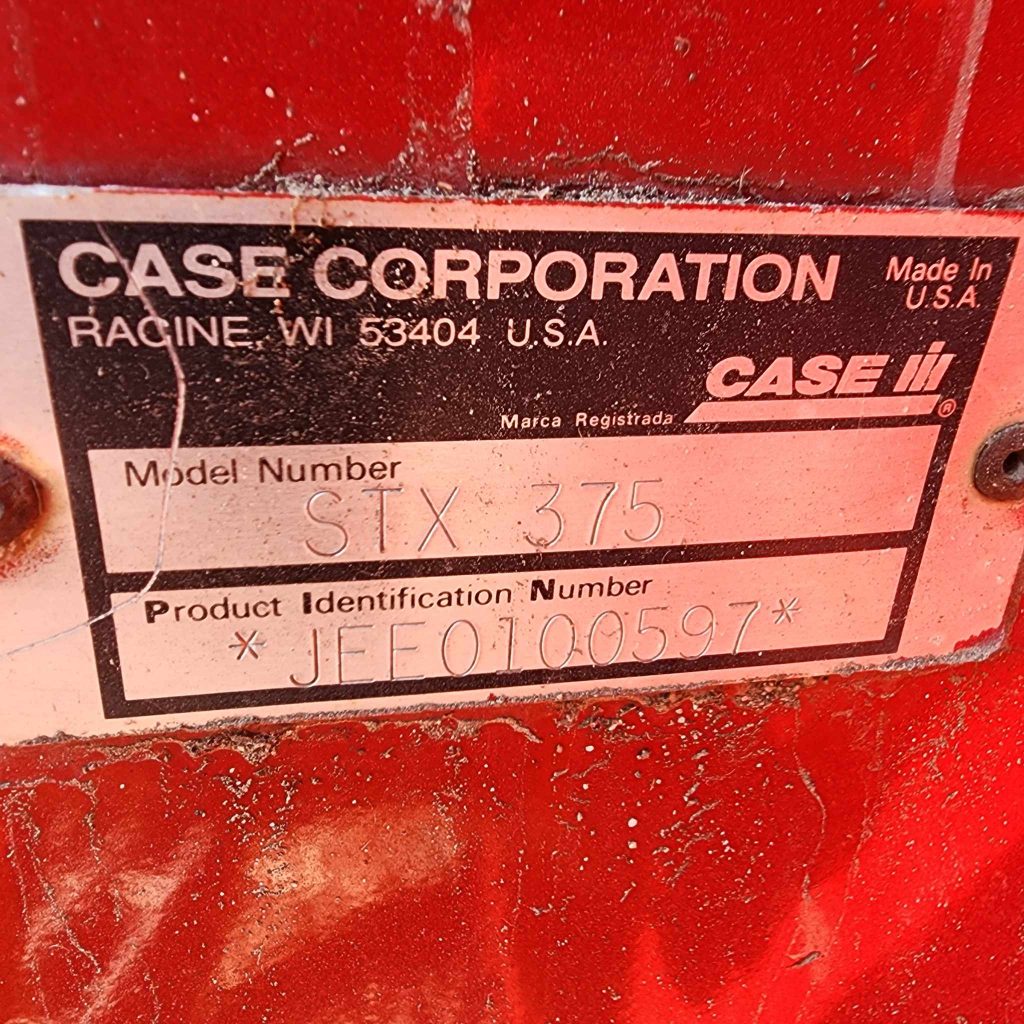 CASE CORPORATION
Made In
U.S.A.
RACINE, WI 53404 U.S.A.
CASE IH
®
Marca Registrada
Model Number
STX 375
Product Identification Number
*JEE0100597*